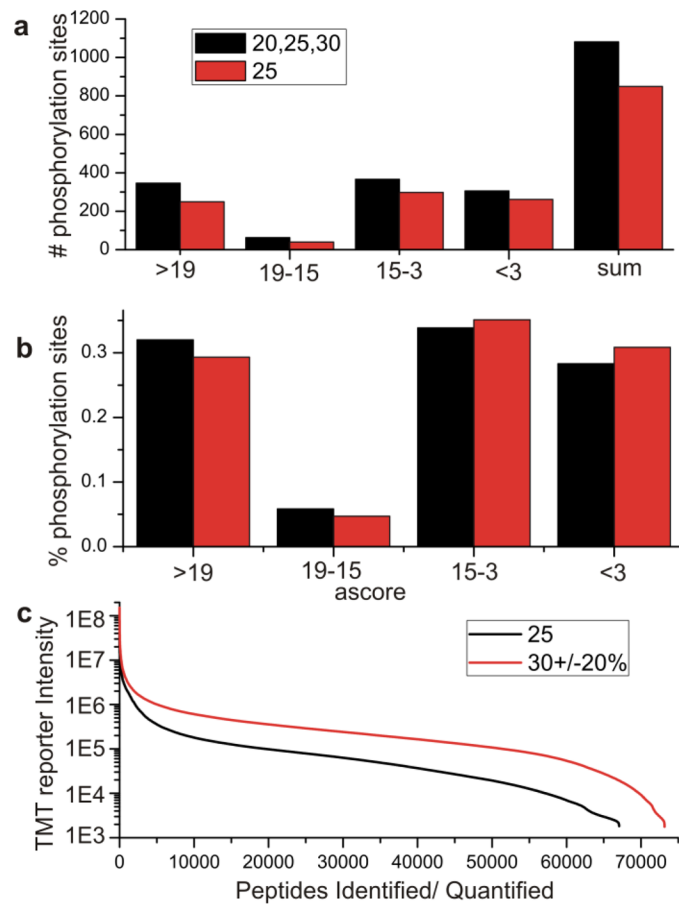 a
# phosphorylation sites
1200
1000
800
600
400
200
0
20,25,30
25
>19
19-15
15-3
<3
sum
b
% phosphorylation sites
0.3
0.2
0.1
0.0
>19
19-15
15-3
<3
ascore
c
TMT reporter Intensity
1E8
1E7
1E6
1E5
1E4
1E3
25
30+/-20%
0
10000
20000
30000
40000
50000
60000
70000
Peptides Identified/ Quantified